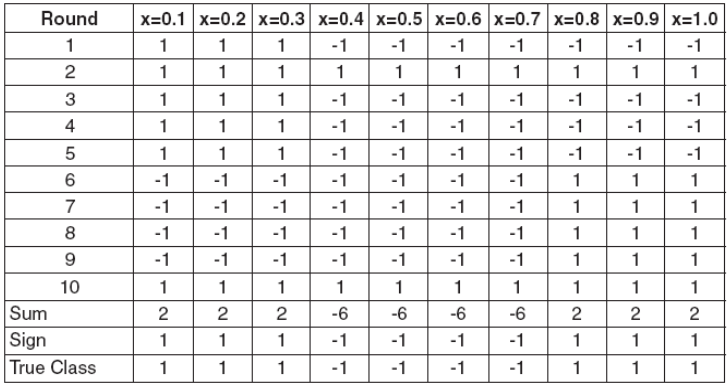 Round x=0.1 x=0.2 x=0.3 x=0.4 x=0.5 x=0.6 x=0.7 x=0.8 x=0.9 x=1.0
1 1 1 1 -1 -1 -1 -1 -1 -1 -1
2 1 1 1 1 1 1 1 1 1 1
3 1 1 1 -1 -1 -1 -1 -1 -1 -1
4 1 1 1 -1 -1 -1 -1 -1 -1 -1
5 1 1 1 -1 -1 -1 -1 -1 -1 -1
6 -1 -1 -1 -1 -1 -1 -1 1 1 1
7 -1 -1 -1 -1 -1 -1 -1 1 1 1
8 -1 -1 -1 -1 -1 -1 -1 1 1 1
9 -1 -1 -1 -1 -1 -1 -1 1 1 1
10 1 1 1 1 1 1 1 1 1 1
Sum 2 2 2 -6 -6 -6 -6 2 2 2
Sign 1 1 1 -1 -1 -1 -1 1 1 1
True Class 1 1 1 -1 -1 -1 -1 1 1 1